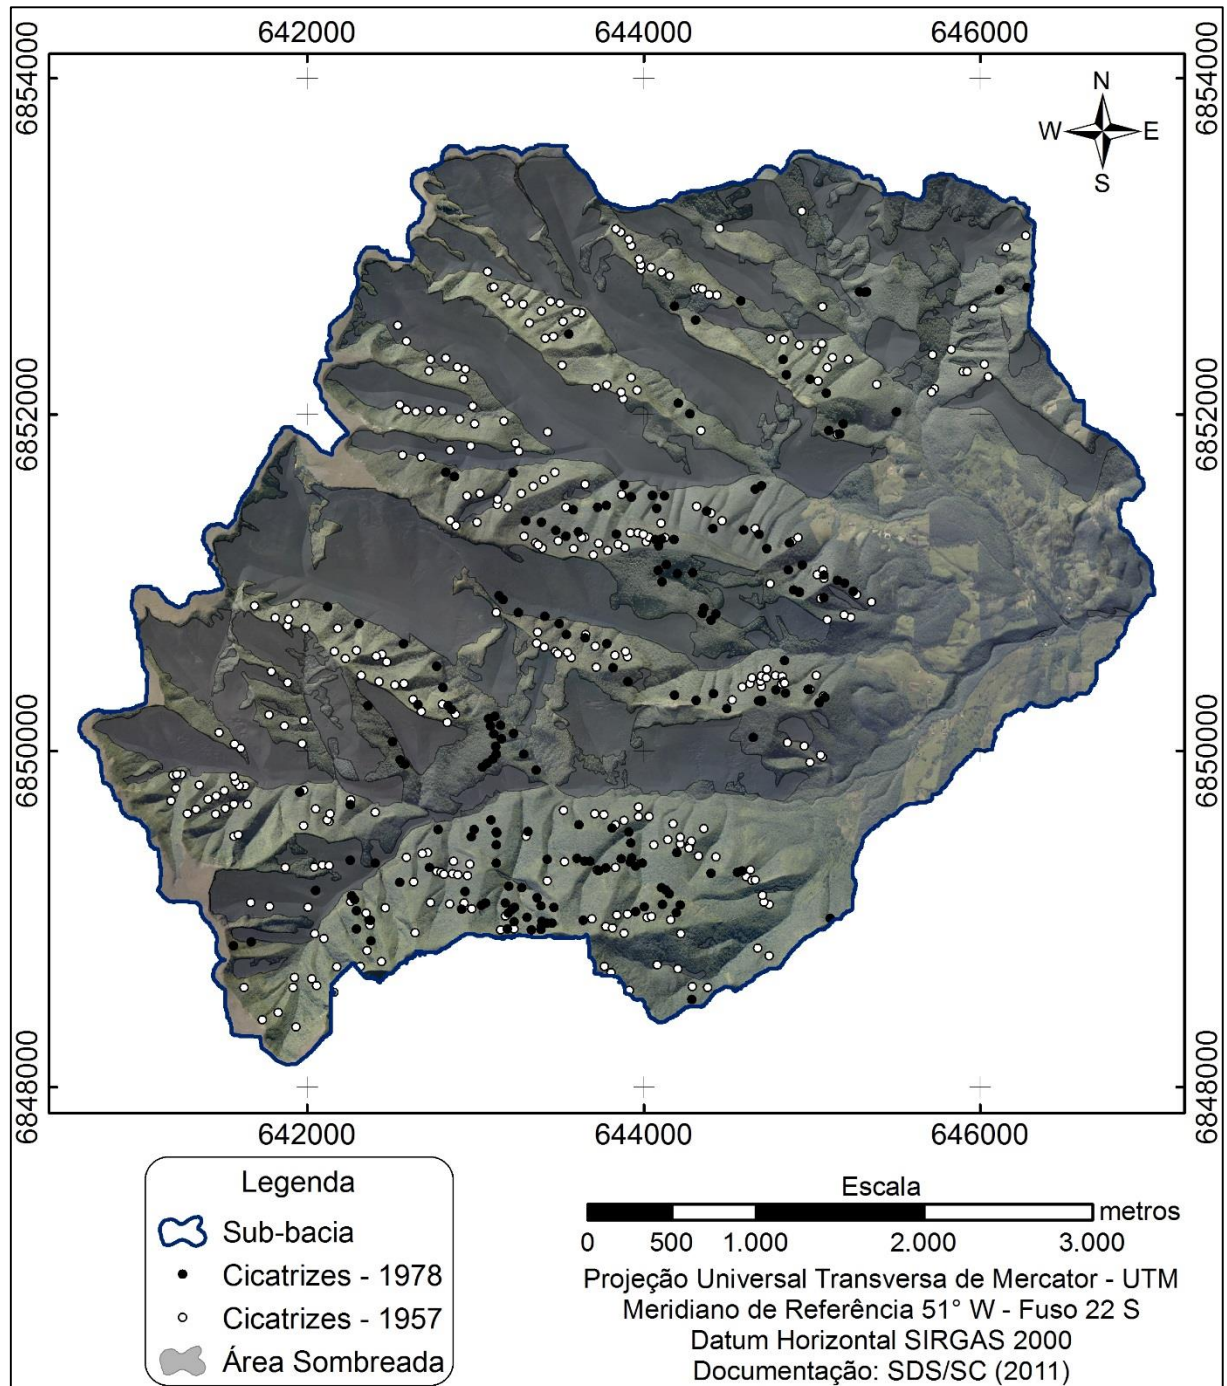 642000 644000 646000
6854000 6854000
N
W E
S
6852000 6852000
6850000 6850000
6848000 6848000
642000 644000 646000
Legenda
Sub-bacia
Cicatrizes - 1978
Cicatrizes - 1957
Área Sombreada
Escala
metros
0 500 1.000 2.000 3.000
Projeção Universal Transversa de Mercator - UTM
Meridiano de Referência 51° W - Fuso 22 S
Datum Horizontal SIRGAS 2000
Documentação: SDS/SC (2011)